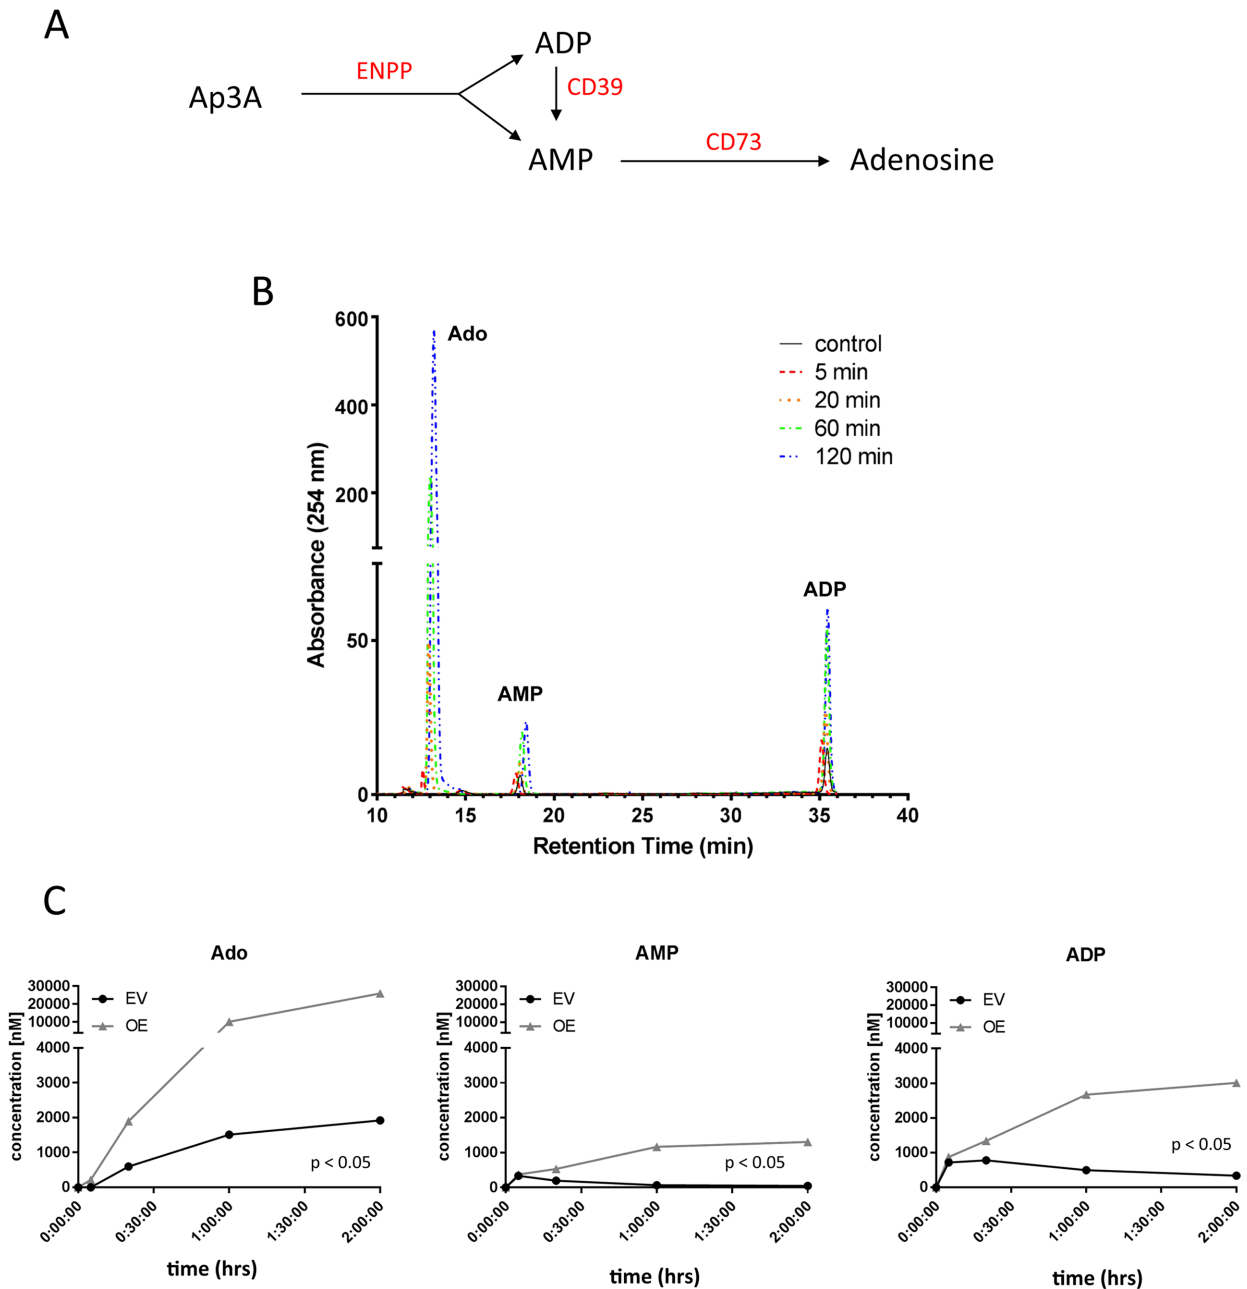 A
ADP
ENPP
CD39
Ap3A
CD73
AMP
Adenosine
B
600
400
200
50
0
Absorbance (254 nm)
Ado
AMP
ADP
control
5 min
20 min
60 min
120 min
10 15 20 25 30 35 40
Retention Time (min)
C
Ado
30000
20000
10000
4000
3000
2000
1000
0
concentration [nM]
EV
OE
p < 0.05
0:00:00 0:30:00 1:00:00 1:30:00 2:00:00
time (hrs)
AMP
30000
20000
10000
4000
3000
2000
1000
0
concentration [nM]
EV
OE
p < 0.05
0:00:00 0:30:00 1:00:00 1:30:00 2:00:00
time (hrs)
ADP
30000
20000
10000
4000
3000
2000
1000
0
concentration [nM]
EV
OE
p < 0.05
0:00:00 0:30:00 1:00:00 1:30:00 2:00:00
time (hrs)